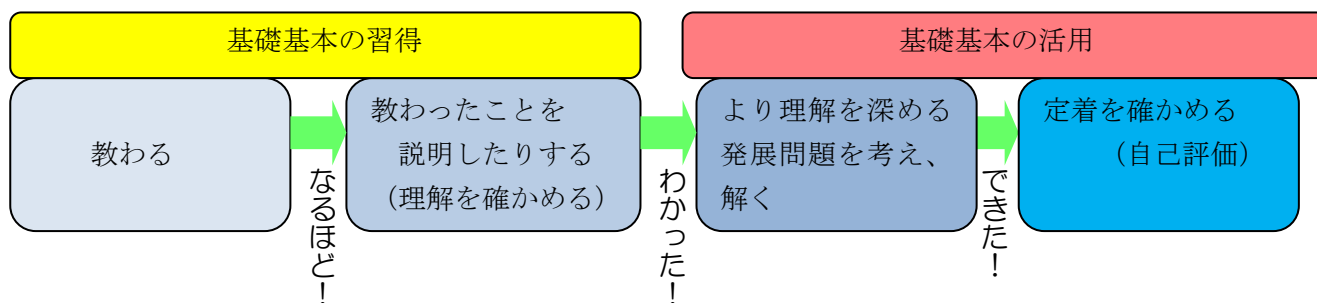 基礎基本の習得
基礎基本の活用
教わる
なるほど！
教わったことを
説明したりする
（理解を確かめる）
わかった！
より理解を深める
発展問題を考え、
解く
できた！
定着を確かめる
（自己評価）